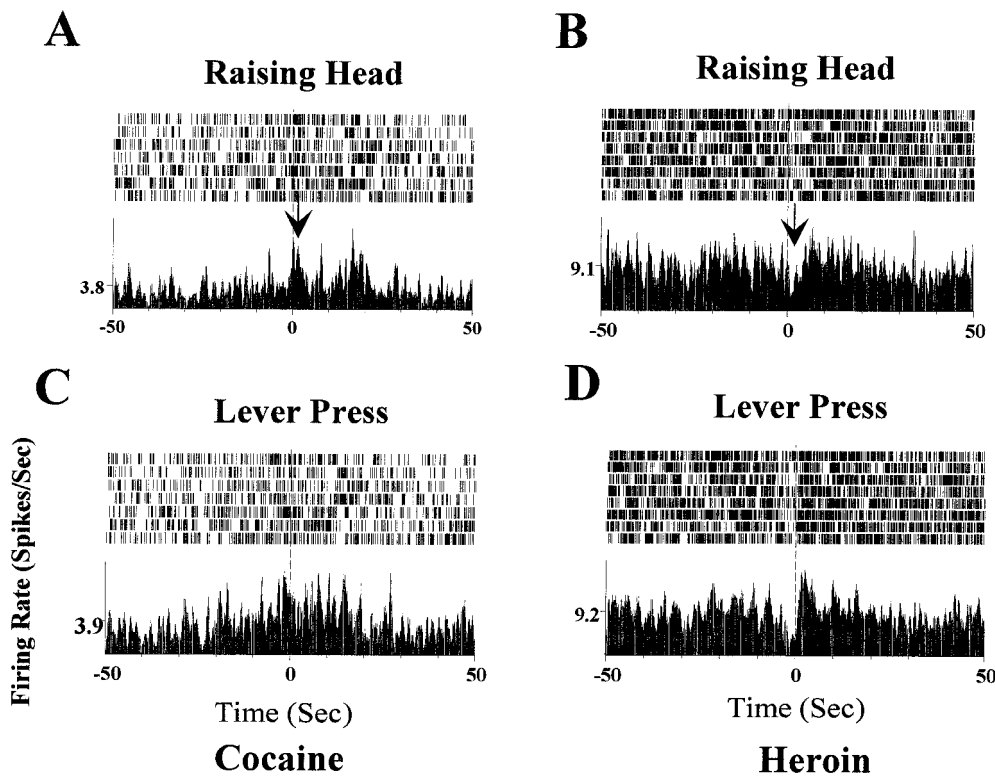 A
Raising Head
3.8
-50
0
50
B
Raising Head
9.1
-50
0
50
C
Lever Press
Firing Rate (Spikes/Sec)
3.9
-50
0
50
Time (Sec)
Cocaine
D
Lever Press
9.2
-50
0
50
Time (Sec)
Heroin